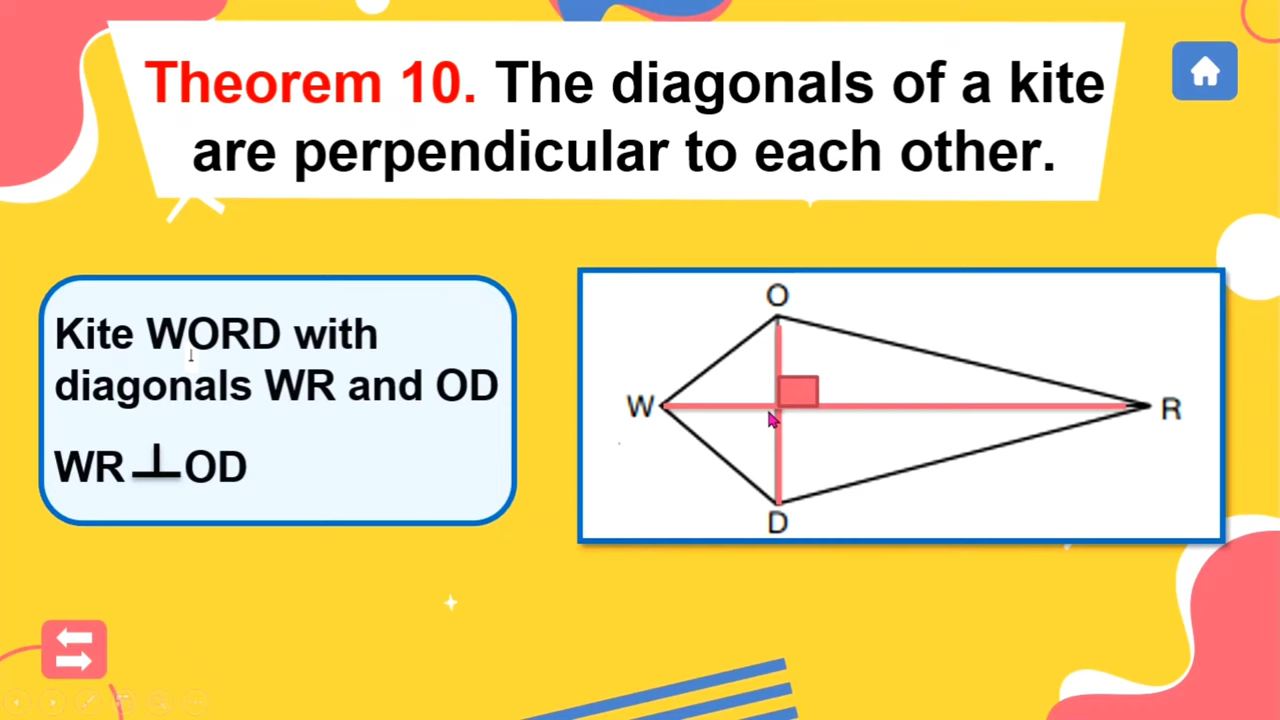 Theorem 10. The diagonals of a kite
are perpendicular to each other.
Kite WORD with
diagonals WR and OD
WR ⊥ OD
O
W
R
D